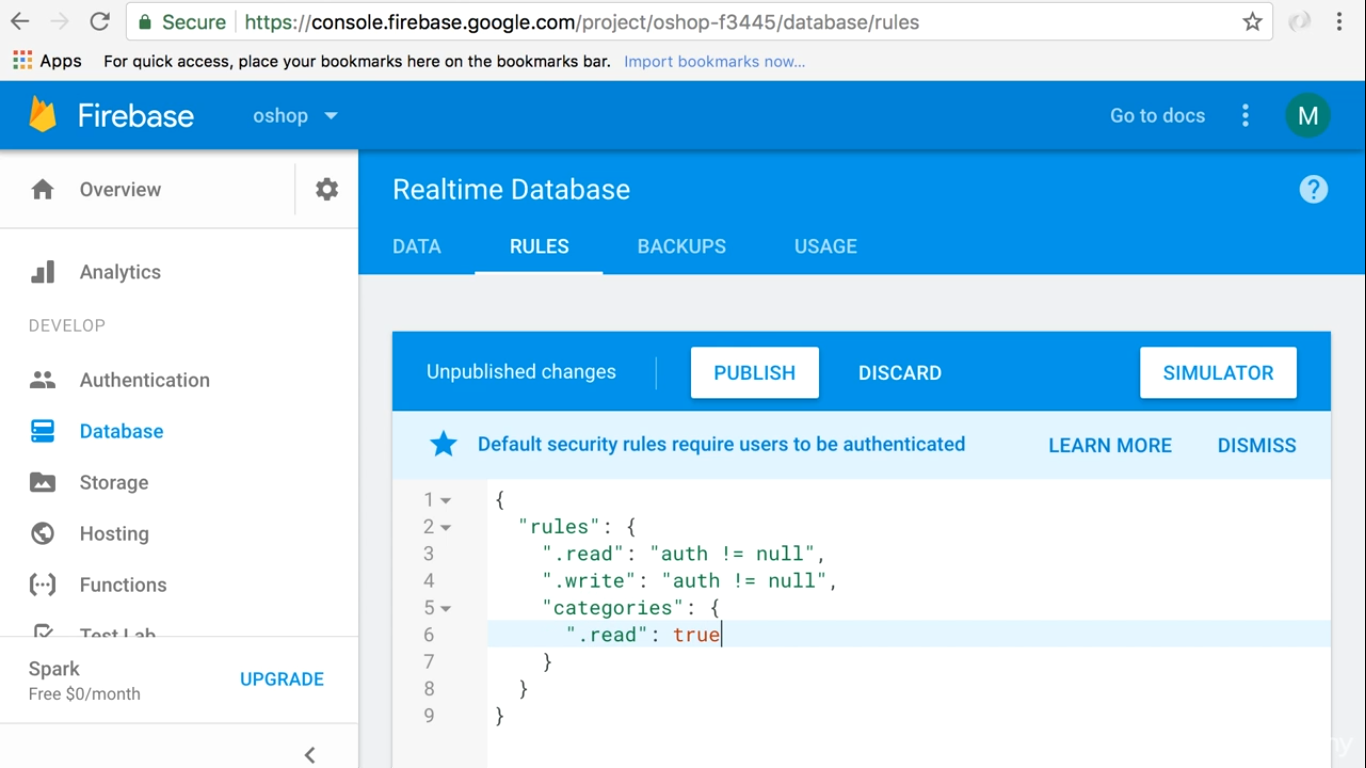 Secure https://console.firebase.google.com/project/oshop-f3445/database/rules
Apps For quick access, place your bookmarks here on the bookmarks bar. Import bookmarks now...
Firebase oshop Go to docs M
Overview
Realtime Database ?
DATA RULES BACKUPS USAGE
Analytics
DEVELOP
Authentication
Database
Storage
Hosting
Functions
Test Lab
Spark
Free $0/month
UPGRADE
Unpublished changes PUBLISH DISCARD SIMULATOR
Default security rules require users to be authenticated LEARN MORE DISMISS
1 {
2 "rules": {
3 ".read": "auth != null",
4 ".write": "auth != null",
5 "categories": {
6 ".read": true
7 }
8 }
9 }